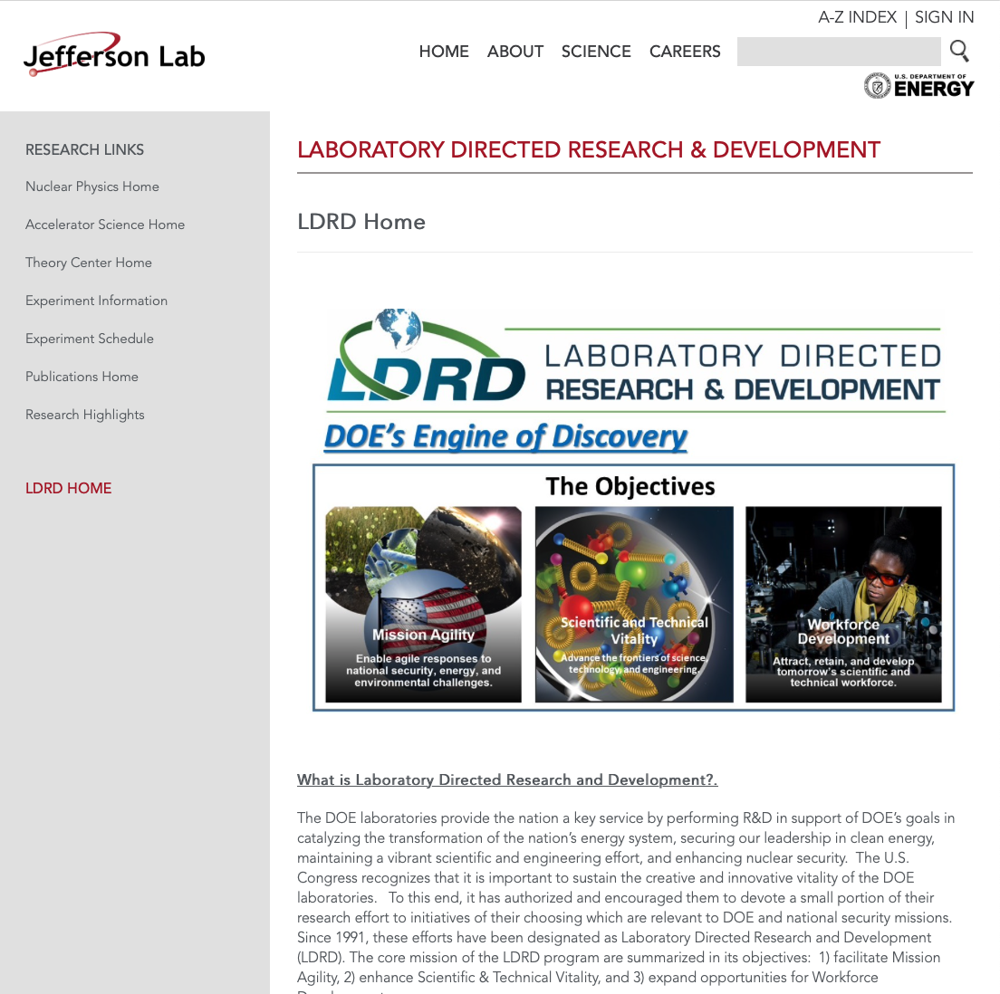 A-Z INDEX | SIGN IN
Jefferson Lab
HOME ABOUT SCIENCE CAREERS
U.S. DEPARTMENT OF
ENERGY
RESEARCH LINKS
Nuclear Physics Home
Accelerator Science Home
Theory Center Home
Experiment Information
Experiment Schedule
Publications Home
Research Highlights
LDRD HOME
LABORATORY DIRECTED RESEARCH & DEVELOPMENT
LDRD Home
LDRD
LABORATORY DIRECTED
RESEARCH & DEVELOPMENT
DOE's Engine of Discovery
The Objectives
Mission Agility
Enable agile responses to
national security, energy, and
environmental challenges.
Scientific and Technical
Vitality
Advance the frontiers of science,
technology, and engineering.
Workforce
Development
Attract, retain, and develop
tomorrow's scientific and
technical workforce.
What is Laboratory Directed Research and Development?.
The DOE laboratories provide the nation a key service by performing R&D in support of DOE's goals in
catalyzing the transformation of the nation's energy system, securing our leadership in clean energy,
maintaining a vibrant scientific and engineering effort, and enhancing nuclear security.  The U.S.
Congress recognizes that it is important to sustain the creative and innovative vitality of the DOE
laboratories.   To this end, it has authorized and encouraged them to devote a small portion of their
research effort to initiatives of their choosing which are relevant to DOE and national security missions.
Since 1991, these efforts have been designated as Laboratory Directed Research and Development
(LDRD). The core mission of the LDRD program are summarized in its objectives:  1) facilitate Mission
Agility, 2) enhance Scientific & Technical Vitality, and 3) expand opportunities for Workforce